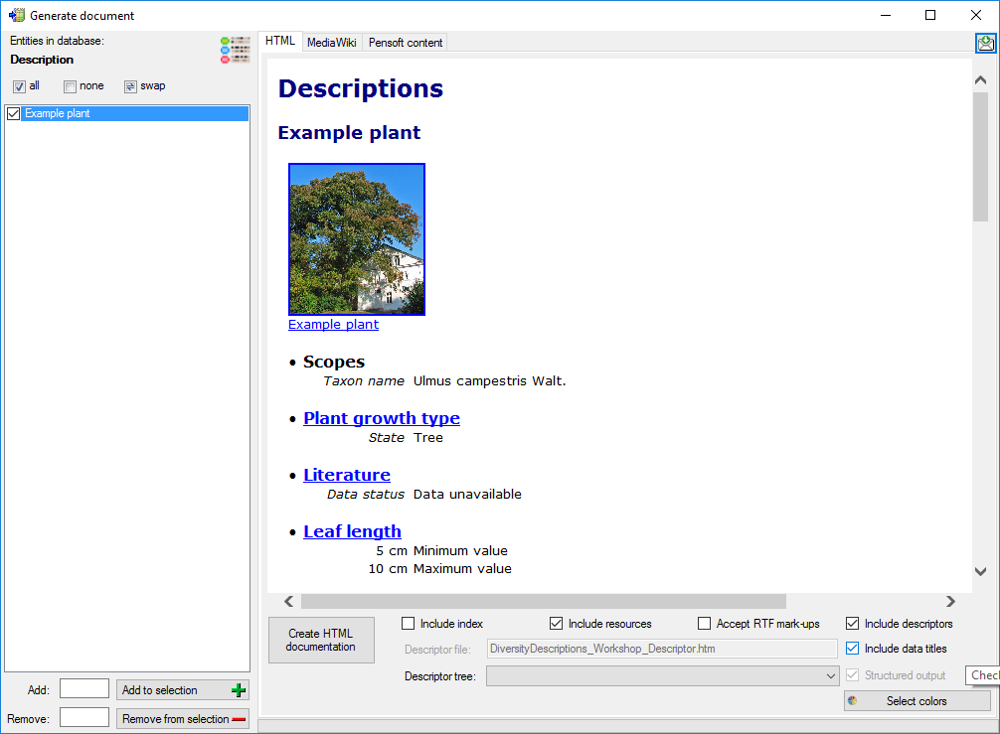 Generate document
Entities in database:
Description
all none swap
Example plant
Add:
Add to selection
Remove:
Remove from selection
HTML MediaWiki Pensoft content
Descriptions
Example plant
Example plant
• Scopes
Taxon name Ulmus campestris Walt.
• Plant growth type
State Tree
• Literature
Data status Data unavailable
• Leaf length
5 cm Minimum value
10 cm Maximum value
Create HTML
documentation
Include index Include resources Accept RTF mark-ups Include descriptors
Descriptor file: DiversityDescriptions_Workshop_Descriptor.htm Include data titles
Descriptor tree: Structured output
Select colors